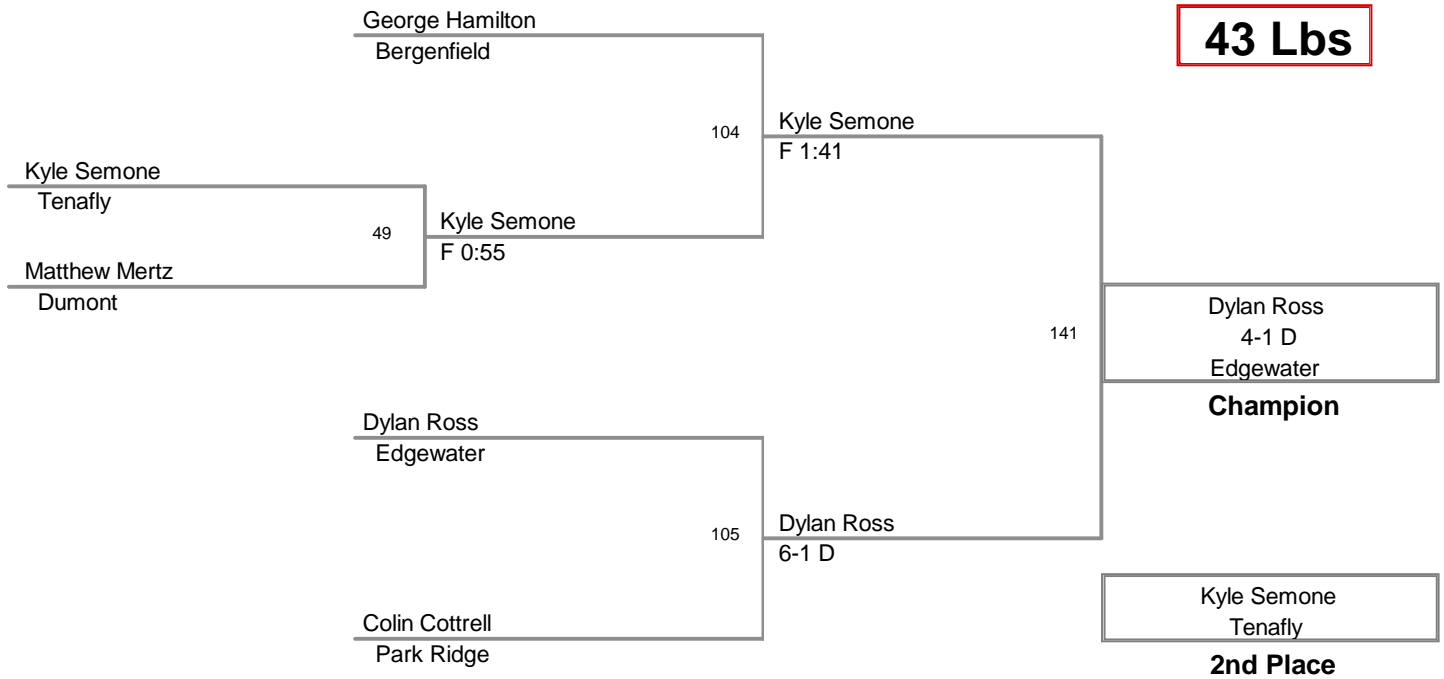 George Hamilton
Bergenfield
43 Lbs
104
Kyle Semone
F 1:41
Kyle Semone
Tenafly
49
Kyle Semone
F 0:55
Matthew Mertz
Dumont
141
Dylan Ross
4-1 D
Edgewater
Champion
Dylan Ross
Edgewater
105
Dylan Ross
6-1 D
Colin Cottrell
Park Ridge
Kyle Semone
Tenafly
2nd Place